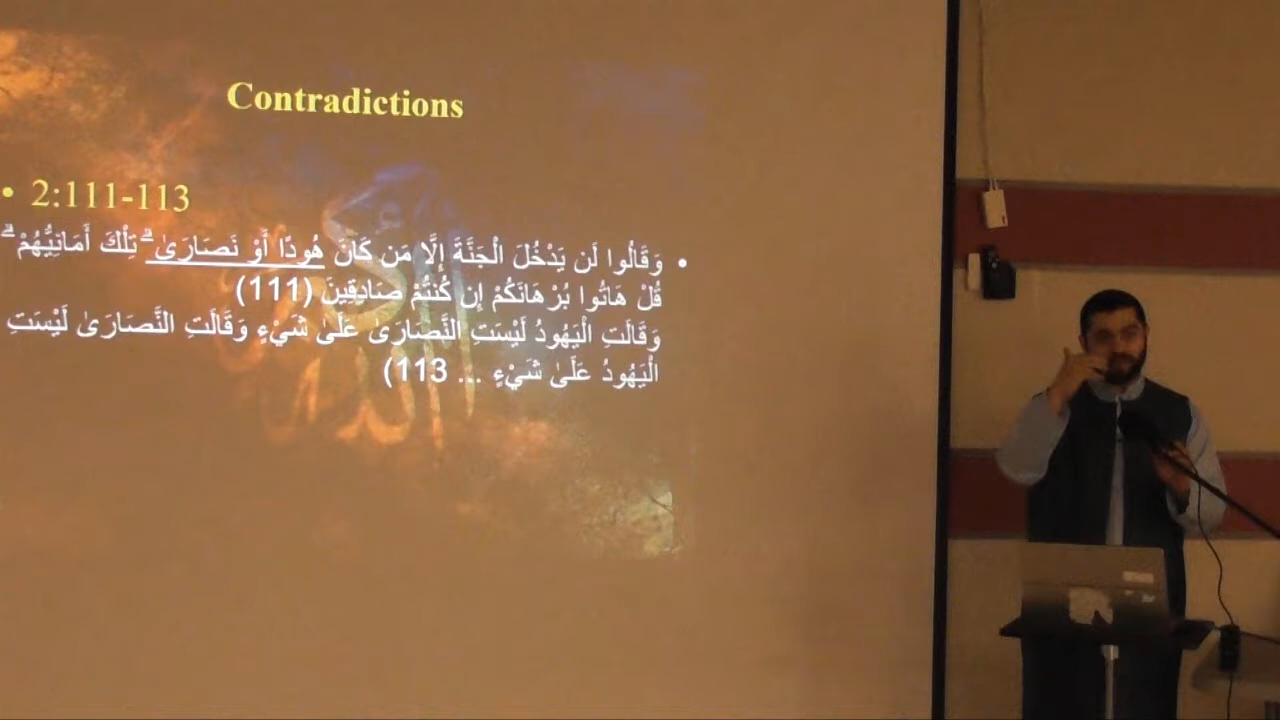 Contradictions
• 2:111-113
• وَقَالُوا لَن يَدْخُلَ الْجَنَّةَ إِلَّا مَن كَانَ هُودًا أَوْ نَصَارَىٰ ۗ تِلْكَ أَمَانِيُّهُمْ ۗ
قُلْ هَاتُوا بُرْهَانَكُمْ إِن كُنتُمْ صَادِقِينَ (111)
وَقَالَتِ الْيَهُودُ لَيْسَتِ النَّصَارَىٰ عَلَىٰ شَيْءٍ وَقَالَتِ النَّصَارَىٰ لَيْسَتِ
الْيَهُودُ عَلَىٰ شَيْءٍ ... 113)
الله